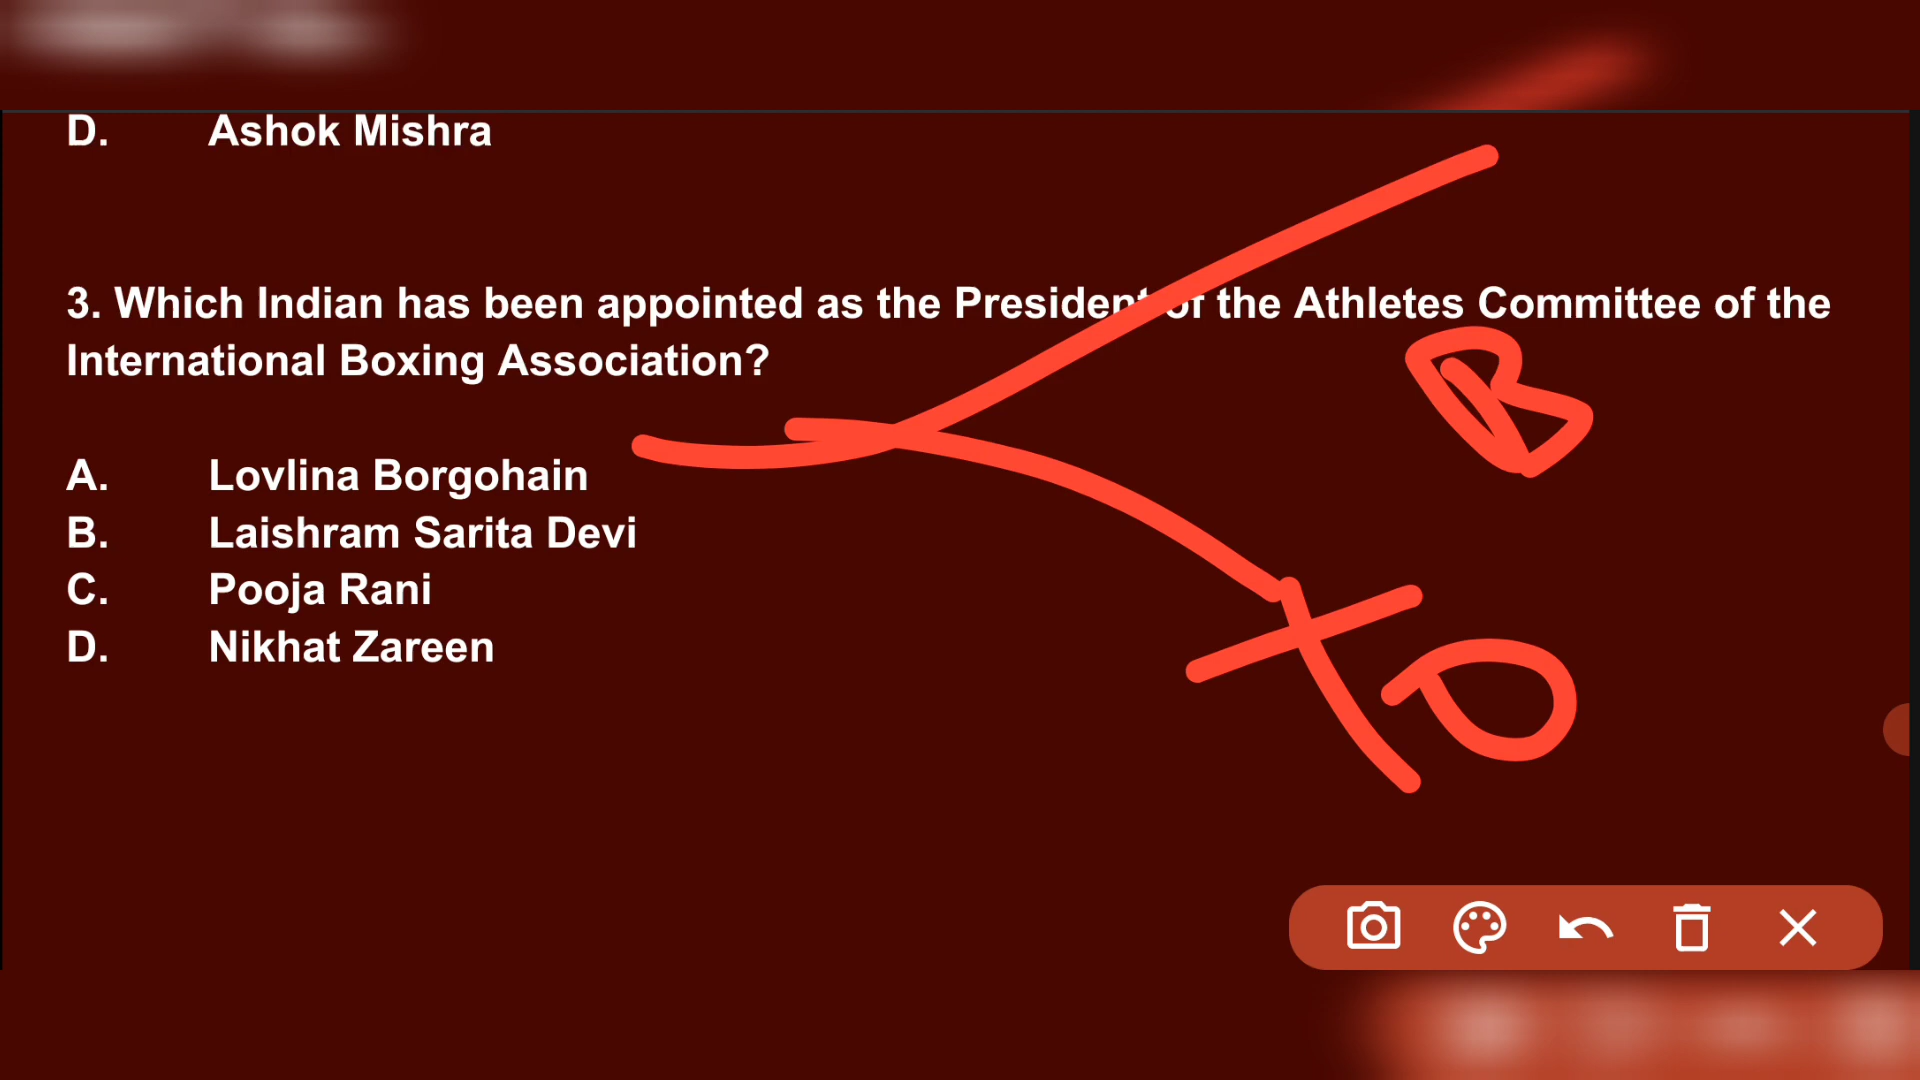 D. Ashok Mishra
3. Which Indian has been appointed as the President of the Athletes Committee of the
International Boxing Association?
B
A. Lovlina Borgohain
B. Laishram Sarita Devi
C. Pooja Rani
D. Nikhat Zareen